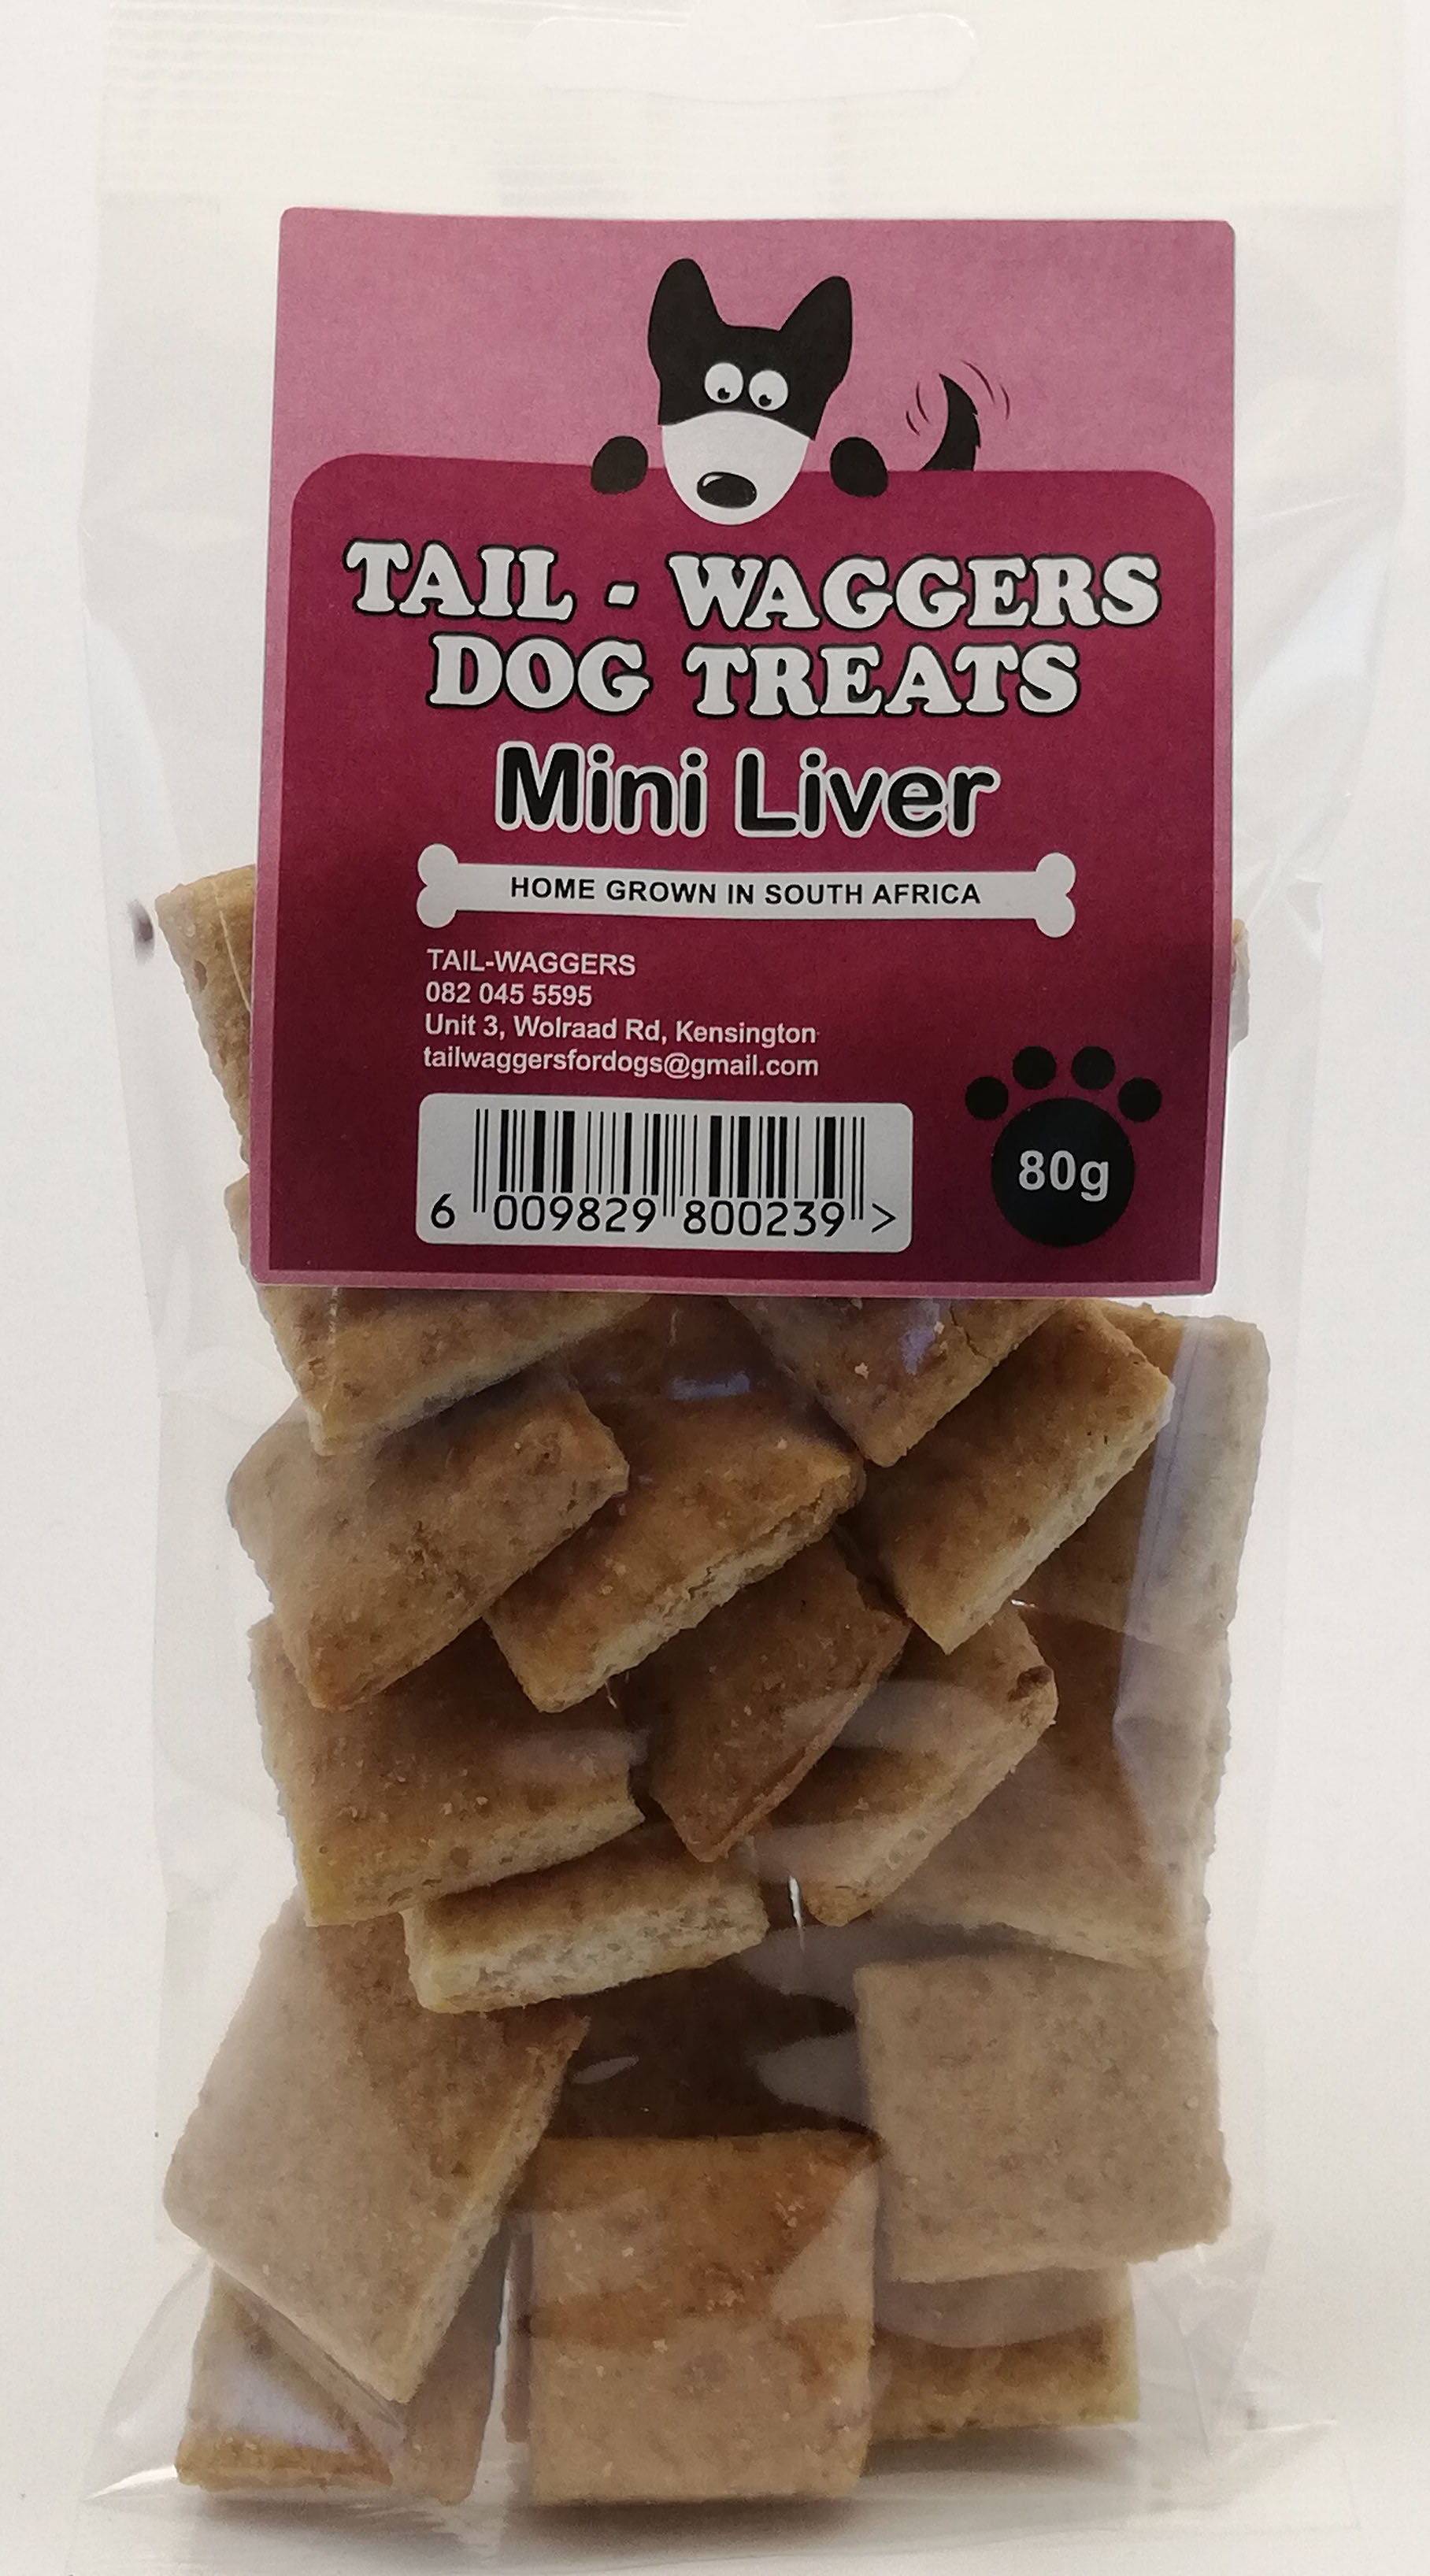 TAIL - WAGGERS
DOG TREATS
Mini Liver
HOME GROWN IN SOUTH AFRICA
TAIL-WAGGERS
082 045 5595
Unit 3, Wolraad Rd, Kensington
tailwaggersfordogs@gmail.com
6 009829 800239 >
80g